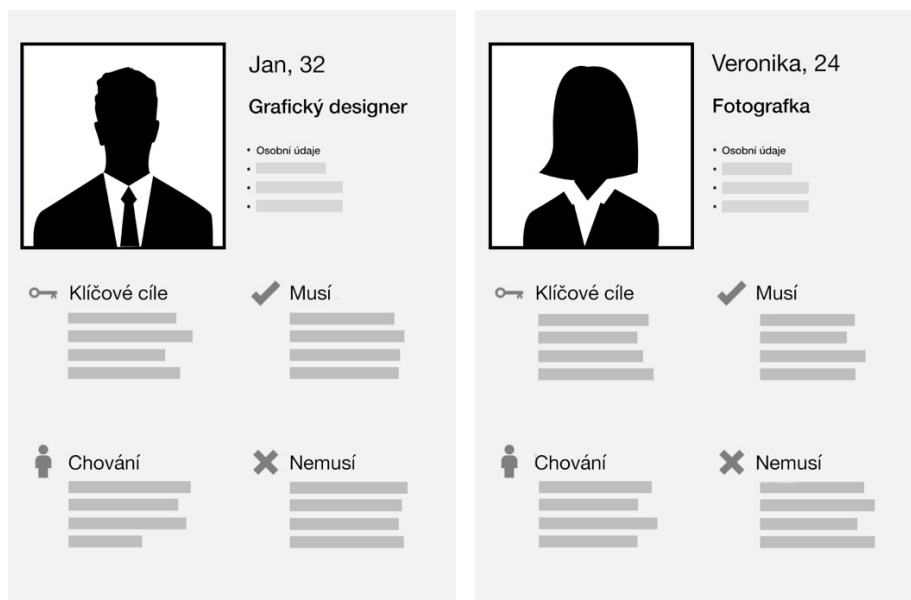 Jan, 32
Grafický designer
• Osobní údaje
Klíčové cíle
Musí
Chování
Nemusí
Veronika, 24
Fotografka
• Osobní údaje
Klíčové cíle
Musí
Chování
Nemusí